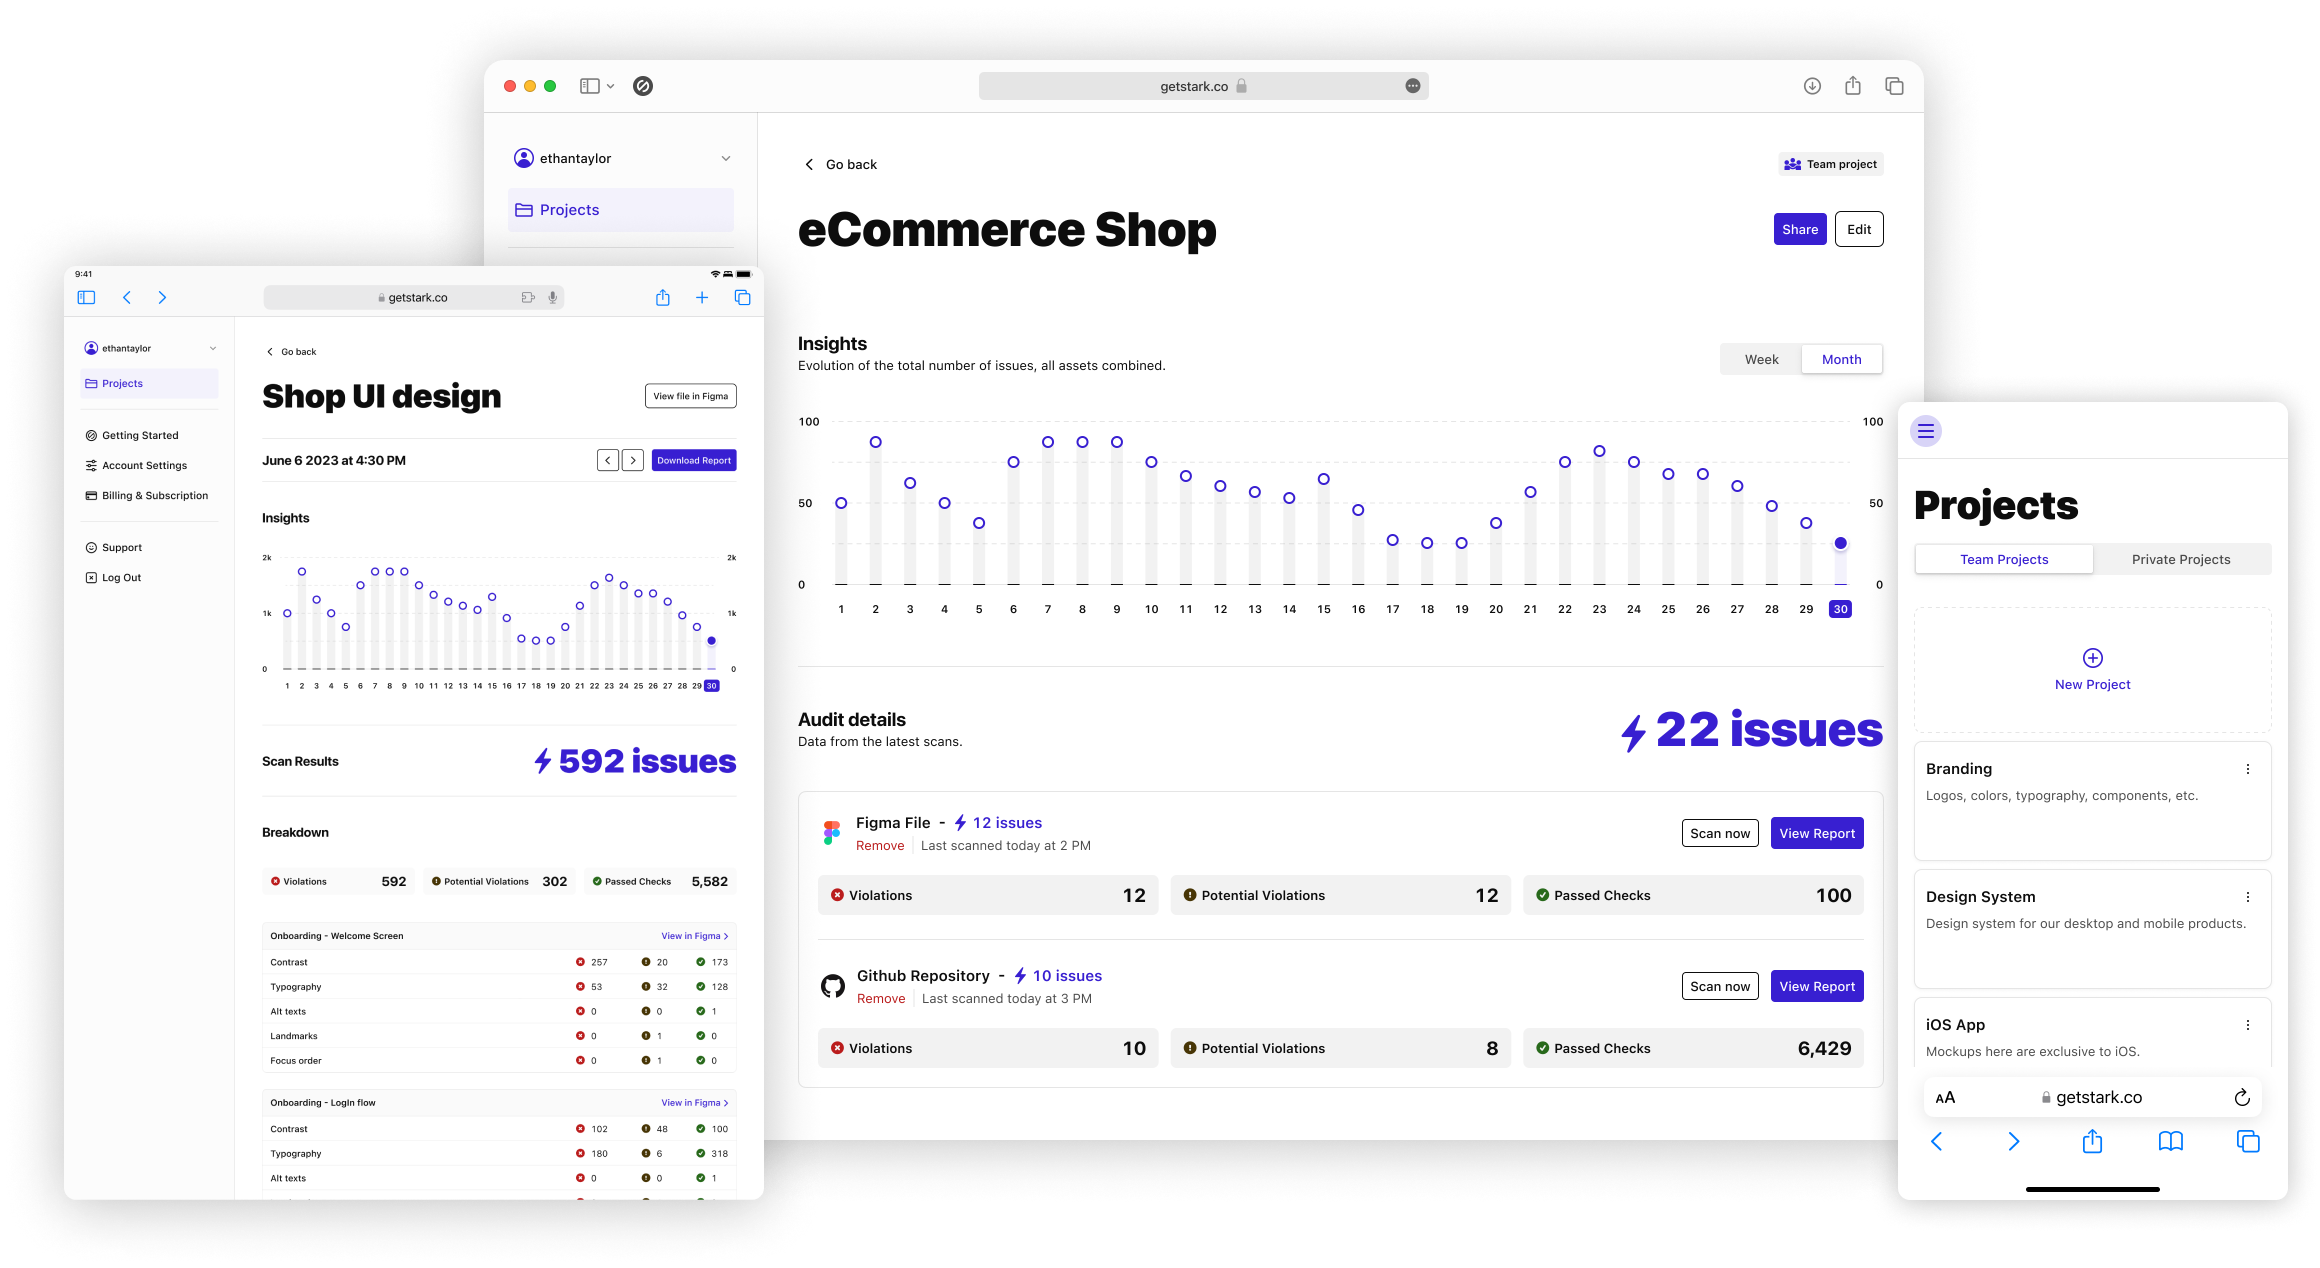 getstark.co
ethantaylor
Projects
Go back
Team project
eCommerce Shop
Share
Edit
Insights
Evolution of the total number of issues, all assets combined.
Week
Month
100
100
50
50
0
0
1 2 3 4 5 6 7 8 9 10 11 12 13 14 15 16 17 18 19 20 21 22 23 24 25 26 27 28 29 30
Audit details
Data from the latest scans.
22 issues
Figma File - 12 issues
Remove
Last scanned today at 2 PM
Scan now
View Report
Violations 12
Potential Violations 12
Passed Checks 100
Github Repository - 10 issues
Remove
Last scanned today at 3 PM
Scan now
View Report
Violations 10
Potential Violations 8
Passed Checks 6,429
9:41
getstark.co
ethantaylor
Projects
Getting Started
Account Settings
Billing & Subscription
Support
Log Out
Go back
Shop UI design
View file in Figma
June 6 2023 at 4:30 PM
Download Report
Insights
2k
2k
1k
1k
0
0
1 2 3 4 5 6 7 8 9 10 11 12 13 14 15 16 17 18 19 20 21 22 23 24 25 26 27 28 29 30
Scan Results
592 issues
Breakdown
Violations 592
Potential Violations 302
Passed Checks 5,582
Onboarding - Welcome Screen
View in Figma
Contrast 257 20 173
Typography 53 32 128
Alt texts 0 0 1
Landmarks 0 1 0
Focus order 0 1 0
Onboarding - LogIn flow
View in Figma
Contrast 102 48 100
Typography 180 6 318
Alt texts 0 0 1
Projects
Team Projects
Private Projects
New Project
Branding
Logos, colors, typography, components, etc.
Design System
Design system for our desktop and mobile products.
iOS App
Mockups here are exclusive to iOS.
AA
getstark.co